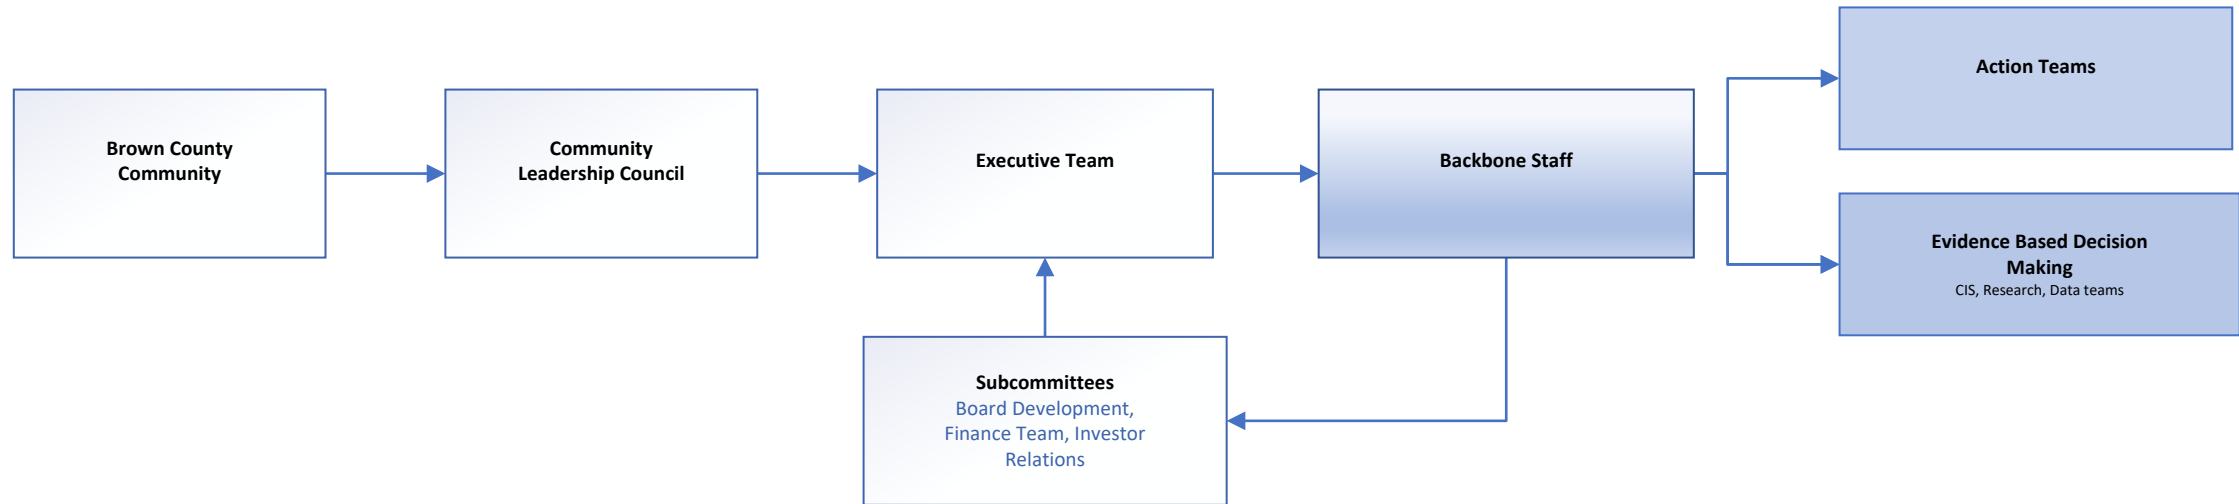 Brown County
Community
Community
Leadership Council
Executive Team
Backbone Staff
Action Teams
Evidence Based Decision
Making
CIS, Research, Data teams
Subcommittees
Board Development,
Finance Team, Investor
Relations